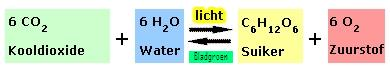 6 CO2 + 6 H2O licht C6H12O6 + 6 O2
Kooldioxide Water Bladgroen Suiker Zuurstof